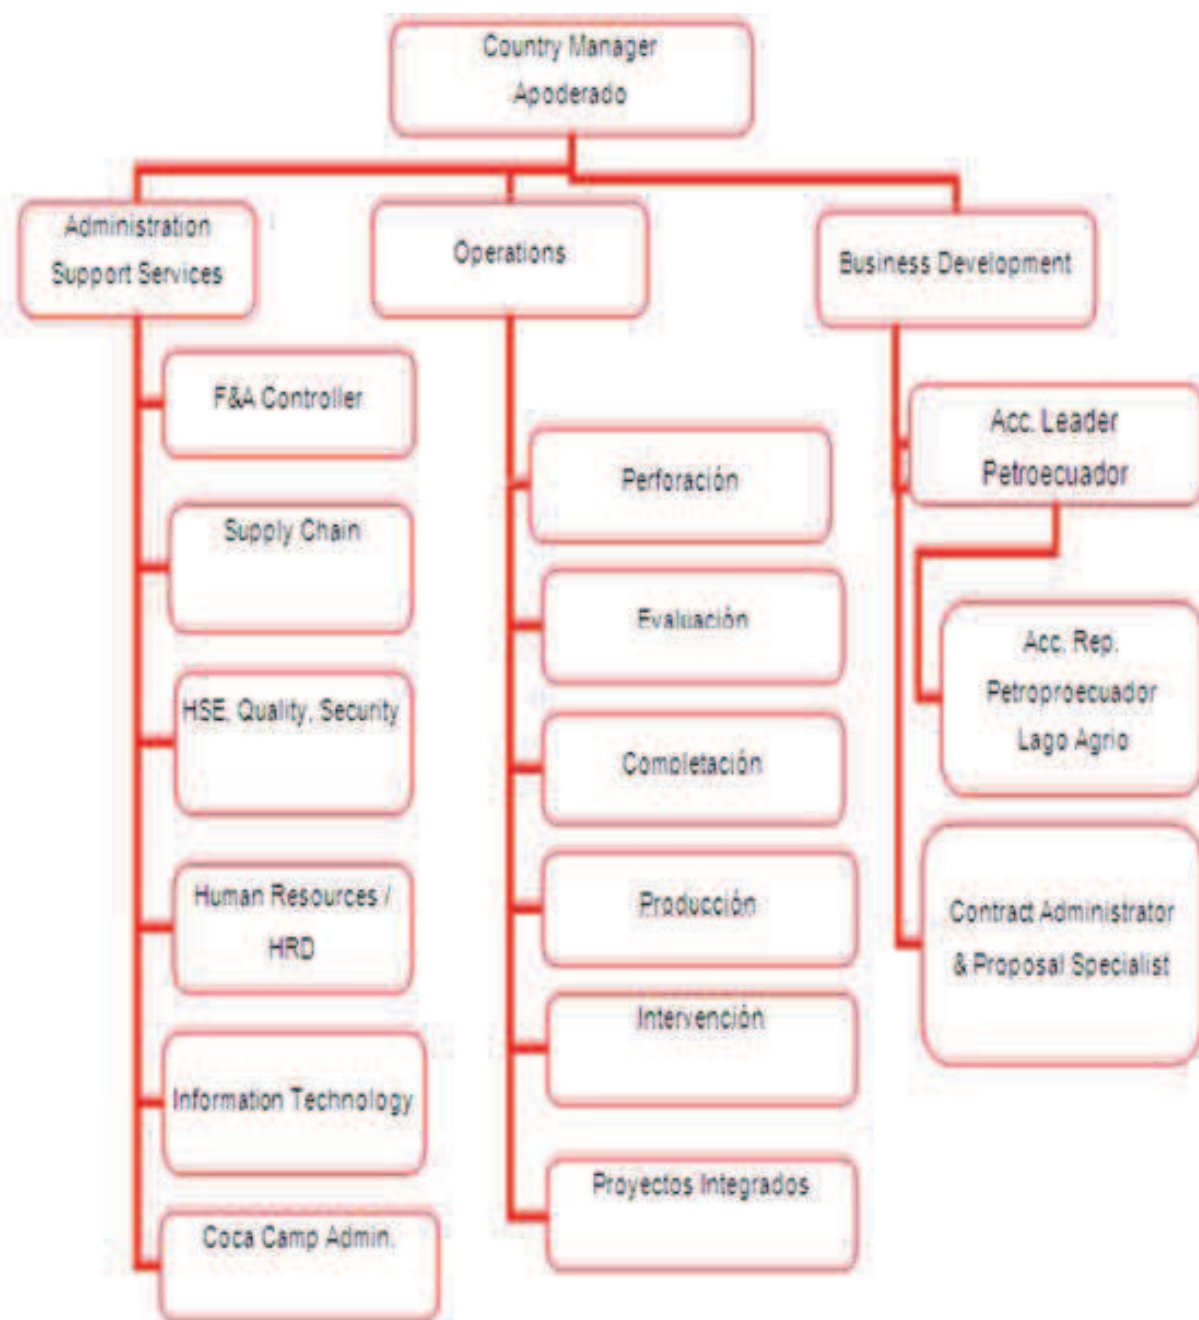 Country Manager
Apoderado
Administration
Support Services
Operations
Business Development
F&A Controller
Supply Chain
HSE, Quality, Security
Human Resources /
HRD
Information Technology
Coca Camp Admin.
Perforación
Evaluación
Completación
Producción
Intervención
Proyectos Integrados
Acc. Leader
Petroecuador
Acc. Rep.
Petroproecuador
Lago Agrio
Contract Administrator
& Proposal Specialist